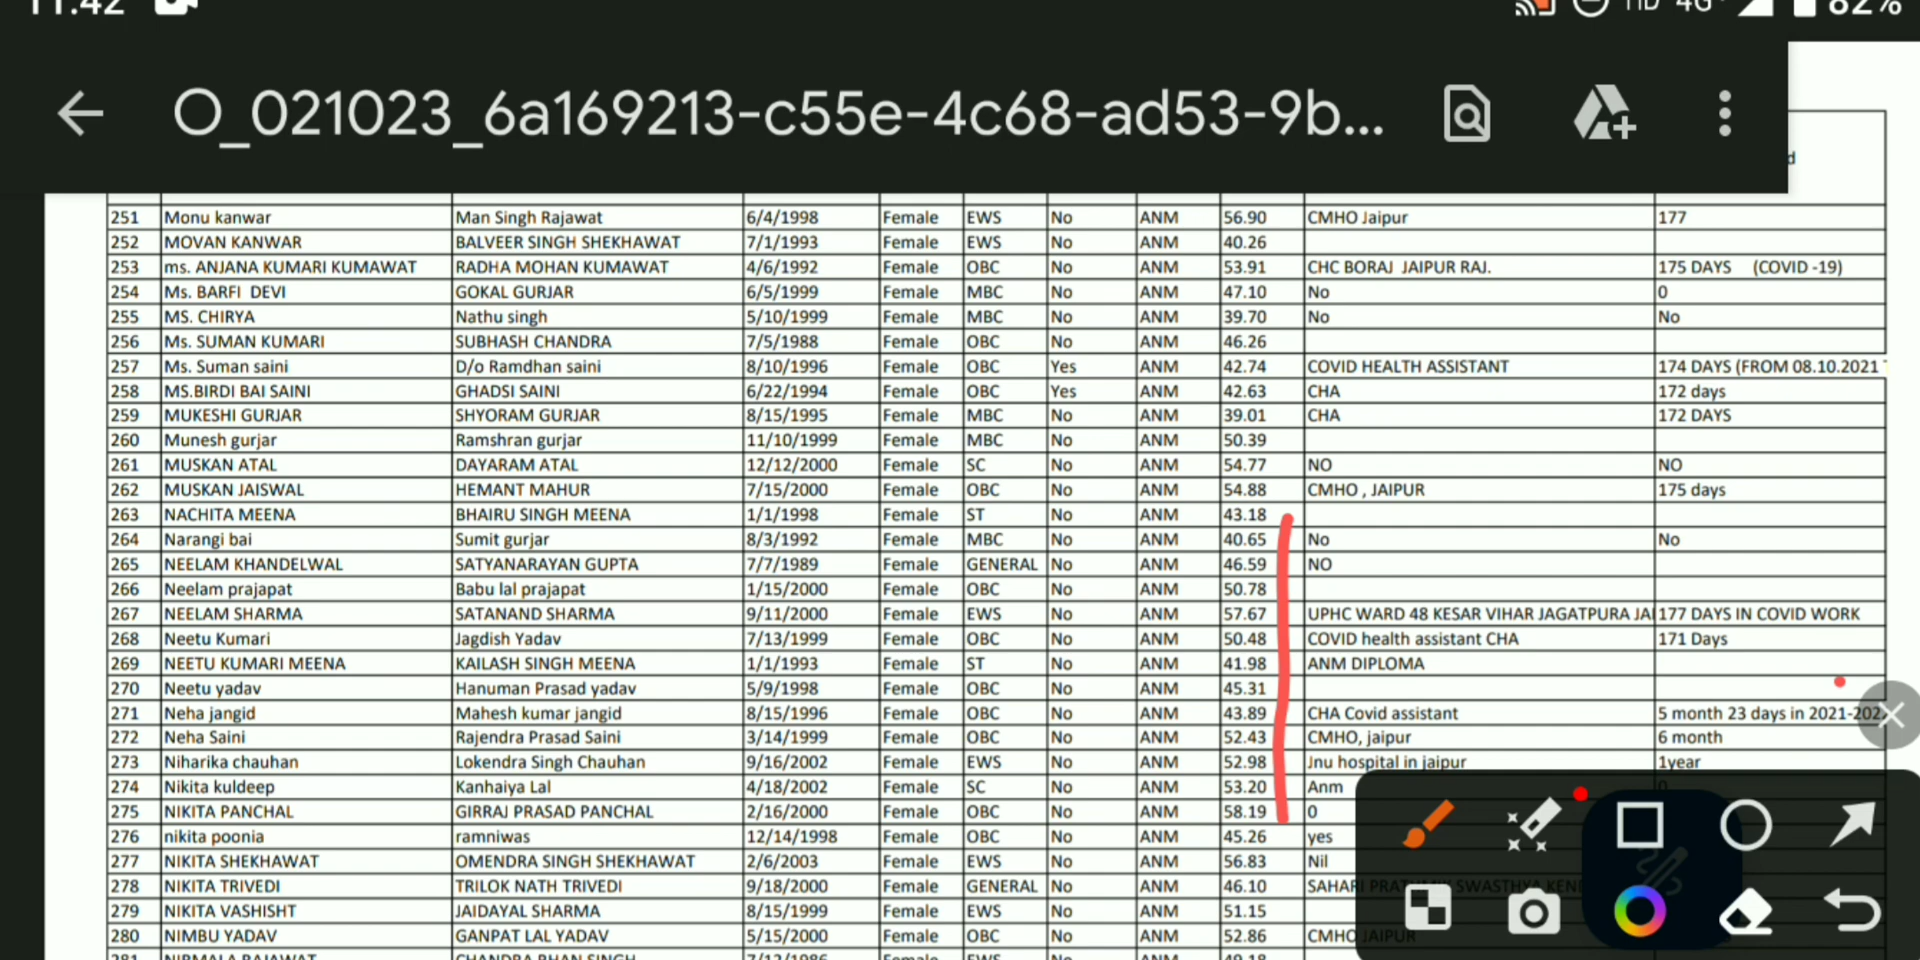 11:42 HD 4G 82%
O_021023_6a169213-c55e-4c68-ad53-9b...
d
251 Monu kanwar Man Singh Rajawat 6/4/1998 Female EWS No ANM 56.90 CMHO Jaipur 177
252 MOVAN KANWAR BALVEER SINGH SHEKHAWAT 7/1/1993 Female EWS No ANM 40.26
253 ms. ANJANA KUMARI KUMAWAT RADHA MOHAN KUMAWAT 4/6/1992 Female OBC No ANM 53.91 CHC BORAJ JAIPUR RAJ. 175 DAYS (COVID -19)
254 Ms. BARFI DEVI GOKAL GURJAR 6/5/1999 Female MBC No ANM 47.10 No 0
255 MS. CHIRYA Nathu singh 5/10/1999 Female MBC No ANM 39.70 No No
256 Ms. SUMAN KUMARI SUBHASH CHANDRA 7/5/1988 Female OBC No ANM 46.26
257 Ms. Suman saini D/o Ramdhan saini 8/10/1996 Female OBC Yes ANM 42.74 COVID HEALTH ASSISTANT 174 DAYS (FROM 08.10.2021
258 MS.BIRDI BAI SAINI GHADSI SAINI 6/22/1994 Female OBC Yes ANM 42.63 CHA 172 days
259 MUKESHI GURJAR SHYORAM GURJAR 8/15/1995 Female MBC No ANM 39.01 CHA 172 DAYS
260 Munesh gurjar Ramshran gurjar 11/10/1999 Female MBC No ANM 50.39
261 MUSKAN ATAL DAYARAM ATAL 12/12/2000 Female SC No ANM 54.77 NO NO
262 MUSKAN JAISWAL HEMANT MAHUR 7/15/2000 Female OBC No ANM 54.88 CMHO , JAIPUR 175 days
263 NACHITA MEENA BHAIRU SINGH MEENA 1/1/1998 Female ST No ANM 43.18
264 Narangi bai Sumit gurjar 8/3/1992 Female MBC No ANM 40.65 No No
265 NEELAM KHANDELWAL SATYANARAYAN GUPTA 7/7/1989 Female GENERAL No ANM 46.59 NO
266 Neelam prajapat Babu lal prajapat 1/15/2000 Female OBC No ANM 50.78
267 NEELAM SHARMA SATANAND SHARMA 9/11/2000 Female EWS No ANM 57.67 UPHC WARD 48 KESAR VIHAR JAGATPURA JAI 177 DAYS IN COVID WORK
268 Neetu Kumari Jagdish Yadav 7/13/1999 Female OBC No ANM 50.48 COVID health assistant CHA 171 Days
269 NEETU KUMARI MEENA KAILASH SINGH MEENA 1/1/1993 Female ST No ANM 41.98 ANM DIPLOMA
270 Neetu yadav Hanuman Prasad yadav 5/9/1998 Female OBC No ANM 45.31
271 Neha jangid Mahesh kumar jangid 8/15/1996 Female OBC No ANM 43.89 CHA Covid assistant 5 month 23 days in 2021-202
272 Neha Saini Rajendra Prasad Saini 3/14/1999 Female OBC No ANM 52.43 CMHO, jaipur 6 month
273 Niharika chauhan Lokendra Singh Chauhan 9/16/2002 Female EWS No ANM 52.98 Jnu hospital in jaipur 1year
274 Nikita kuldeep Kanhaiya Lal 4/18/2002 Female SC No ANM 53.20 Anm 0
275 NIKITA PANCHAL GIRRAJ PRASAD PANCHAL 2/16/2000 Female OBC No ANM 58.19 0
276 nikita poonia ramniwas 12/14/1998 Female OBC No ANM 45.26 yes
277 NIKITA SHEKHAWAT OMENDRA SINGH SHEKHAWAT 2/6/2003 Female EWS No ANM 56.83 Nil
278 NIKITA TRIVEDI TRILOK NATH TRIVEDI 9/18/2000 Female GENERAL No ANM 46.10 SAHARI SWASTHYA
279 NIKITA VASHISHT JAIDAYAL SHARMA 8/15/1999 Female EWS No ANM 51.15
280 NIMBU YADAV GANPAT LAL YADAV 5/15/2000 Female OBC No ANM 52.86 CMHO JAIPUR
281 NIRMALA RAJAWAT CHANDRA BHAN SINGH 7/12/1986 Female EWS No ANM 49.18